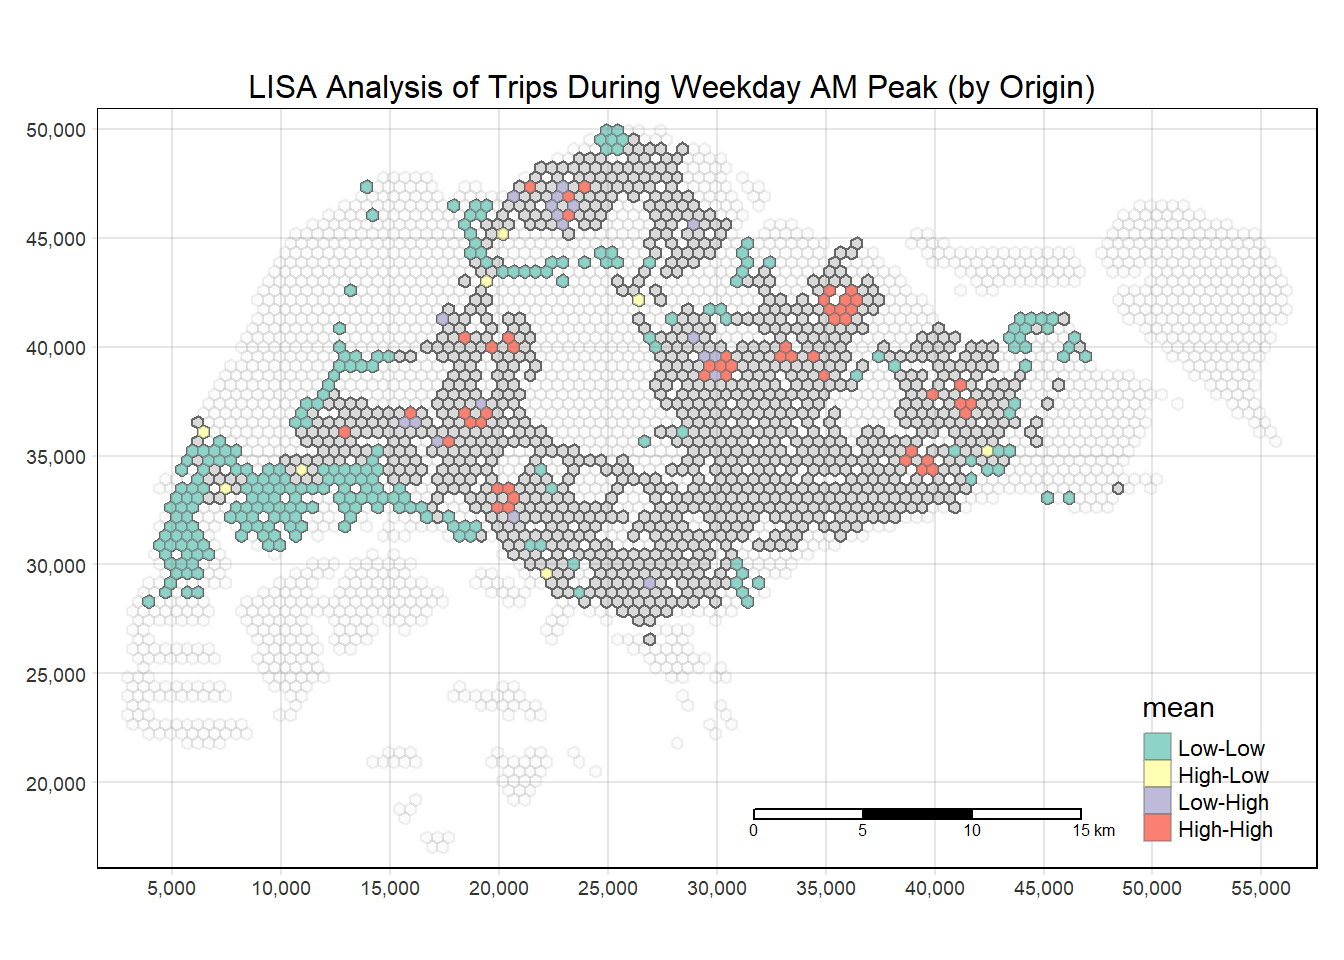 LISA Analysis of Trips During Weekday AM Peak (by Origin)
50,000
45,000
40,000
35,000
30,000
25,000
20,000
mean
Low-Low
High-Low
Low-High
High-High
0 5 10 15 km
5,000 10,000 15,000 20,000 25,000 30,000 35,000 40,000 45,000 50,000 55,000